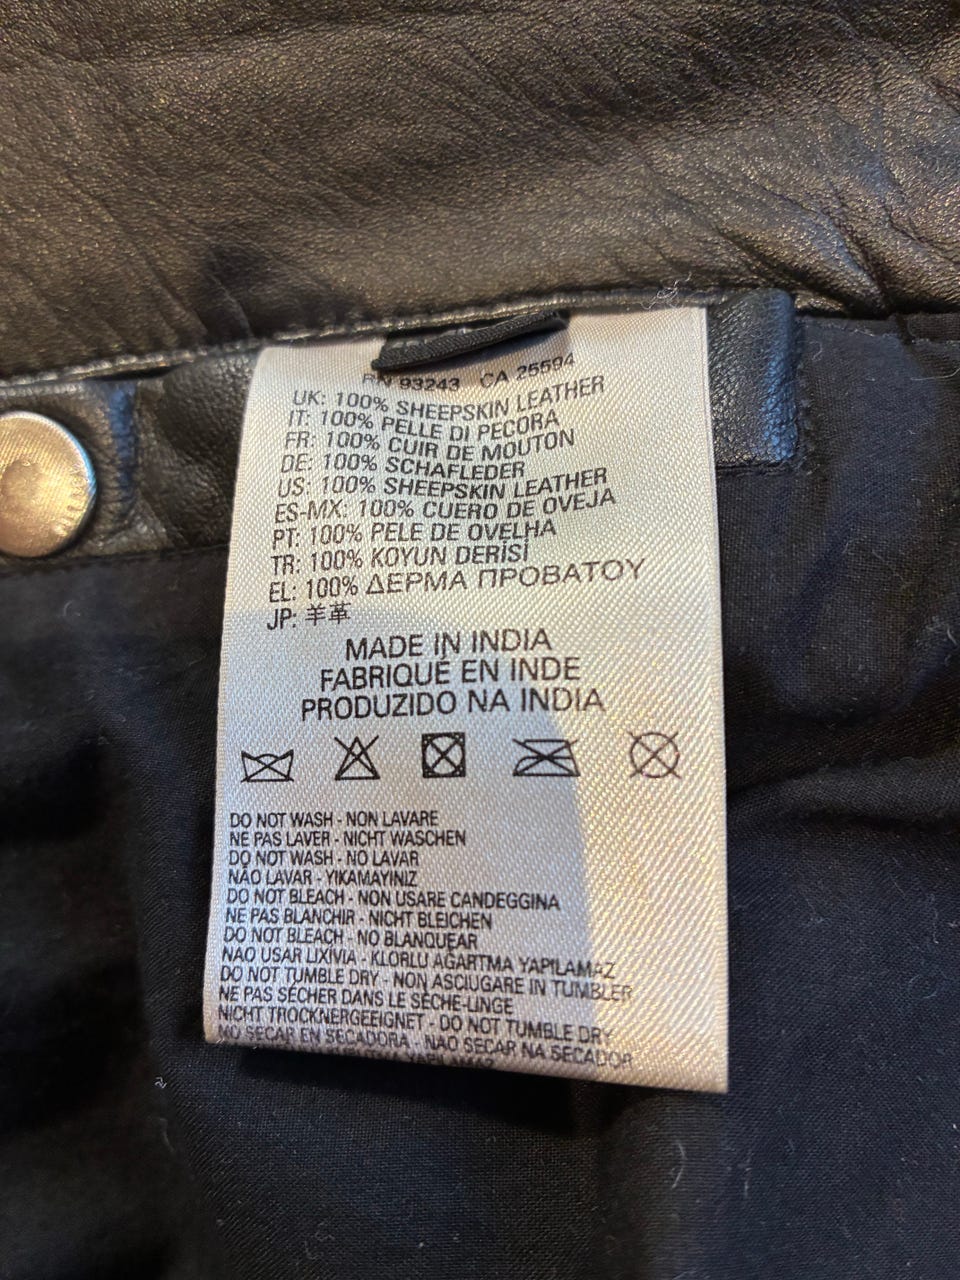 RN 93243 CA 25594
UK: 100% SHEEPSKIN LEATHER
IT: 100% PELLE DI PECORA
FR: 100% CUIR DE MOUTON
DE: 100% SCHAFLEDER
US: 100% SHEEPSKIN LEATHER
ES-MX: 100% CUERO DE OVEJA
PT: 100% PELE DE OVELHA
TR: 100% KOYUN DERİSİ
EL: 100% ΔΕΡΜΑ ΠΡΟΒΑΤΟΥ
JP: 羊革
MADE IN INDIA
FABRIQUÉ EN INDE
PRODUZIDO NA INDIA
DO NOT WASH - NON LAVARE
NE PAS LAVER - NICHT WASCHEN
DO NOT WASH - NO LAVAR
NÃO LAVAR - YIKAMAYINIZ
DO NOT BLEACH - NON USARE CANDEGGINA
NE PAS BLANCHIR - NICHT BLEICHEN
DO NOT BLEACH - NO BLANQUEAR
NAO USAR LIXIVIA - KLORLU AĞARTMA YAPILAMAZ
DO NOT TUMBLE DRY - NON ASCIUGARE IN TUMBLER
NE PAS SÉCHER DANS LE SÈCHE-LINGE
NICHT TROCKNERGEEIGNET - DO NOT TUMBLE DRY
NO SECAR EN SECADORA - NAO SECAR NA SECADOR